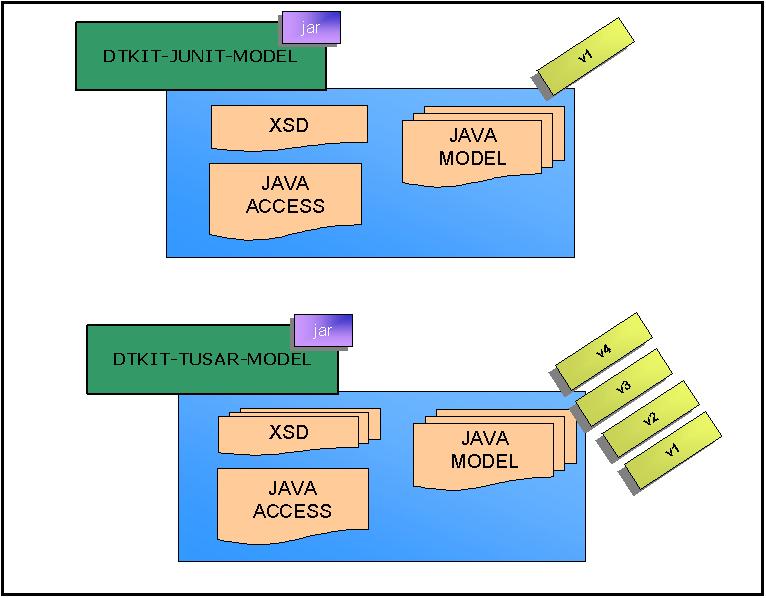 jar
DTKIT-JUNIT-MODEL
v1
XSD
JAVA
MODEL
JAVA
ACCESS
jar
DTKIT-TUSAR-MODEL
v4
v3
v2
v1
XSD
JAVA
MODEL
JAVA
ACCESS